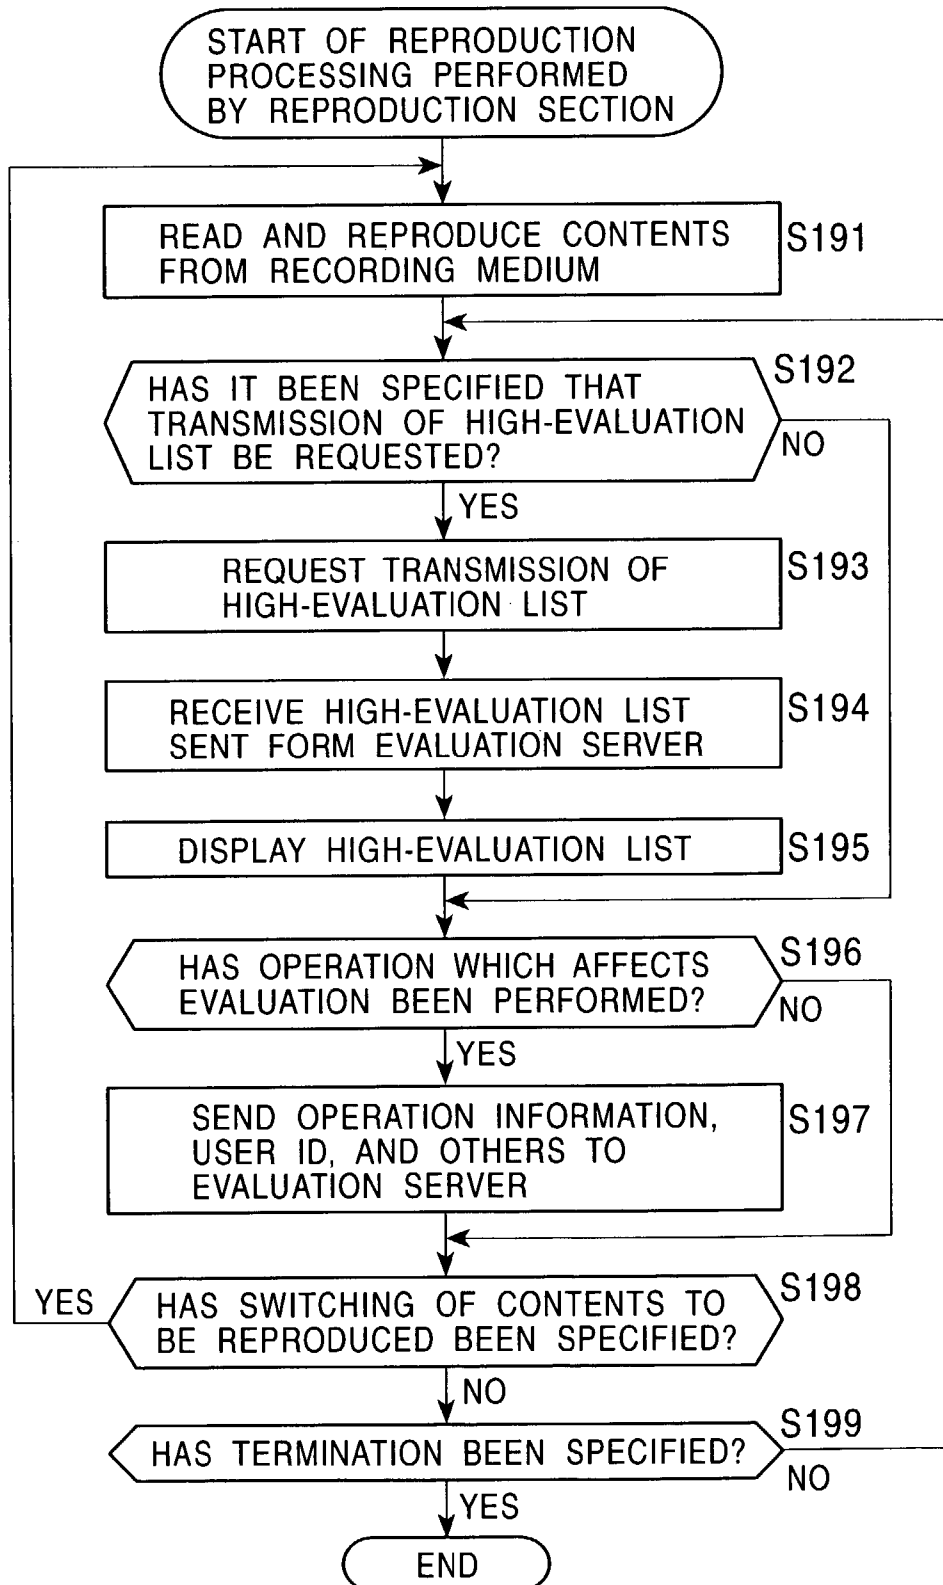 START OF REPRODUCTION
PROCESSING PERFORMED
BY REPRODUCTION SECTION
READ AND REPRODUCE CONTENTS
FROM RECORDING MEDIUM
S191
HAS IT BEEN SPECIFIED THAT
TRANSMISSION OF HIGH-EVALUATION
LIST BE REQUESTED?
S192
NO
YES
REQUEST TRANSMISSION OF
HIGH-EVALUATION LIST
S193
RECEIVE HIGH-EVALUATION LIST
SENT FORM EVALUATION SERVER
S194
DISPLAY HIGH-EVALUATION LIST
S195
HAS OPERATION WHICH AFFECTS
EVALUATION BEEN PERFORMED?
S196
NO
YES
SEND OPERATION INFORMATION,
USER ID, AND OTHERS TO
EVALUATION SERVER
S197
YES
HAS SWITCHING OF CONTENTS TO
BE REPRODUCED BEEN SPECIFIED?
S198
NO
HAS TERMINATION BEEN SPECIFIED?
S199
NO
YES
END